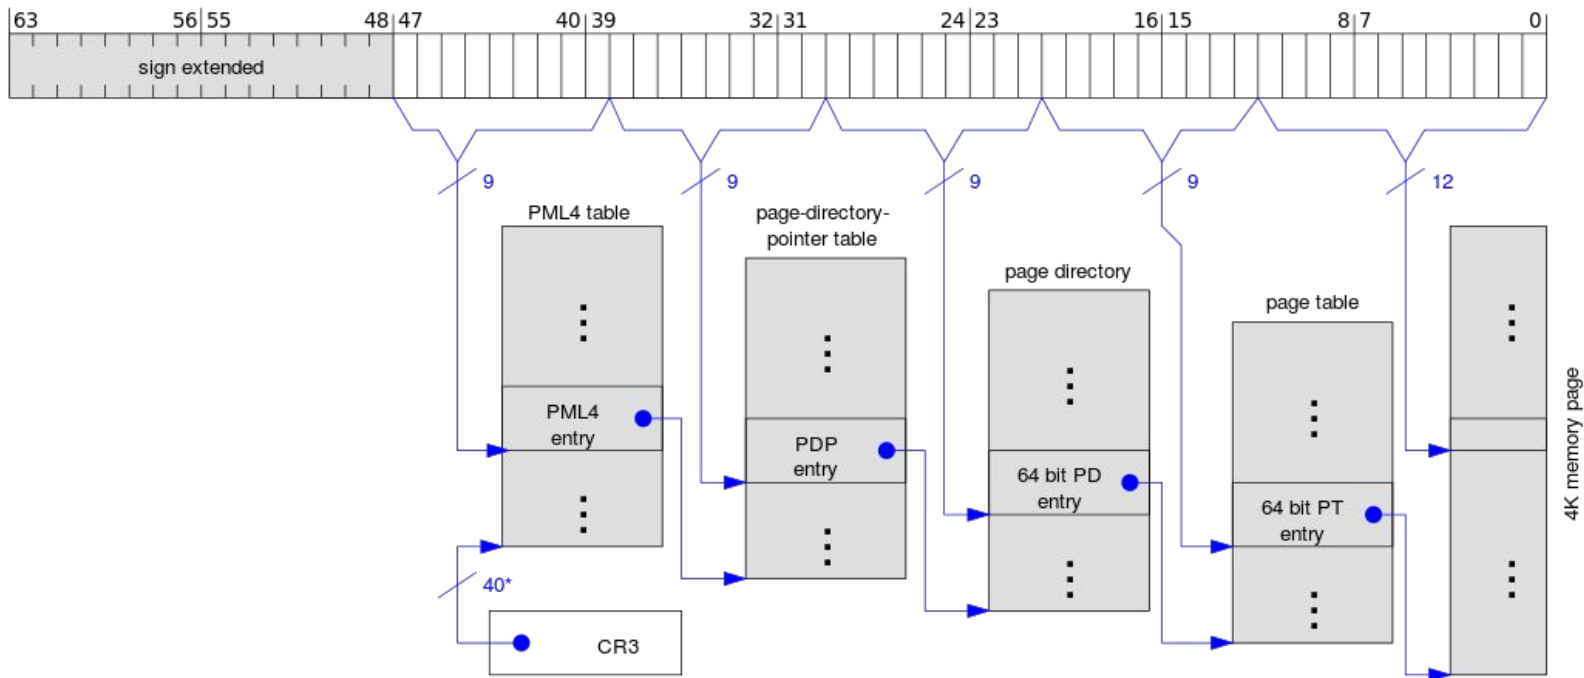 63 56 55 48 47 40 39 32 31 24 23 16 15 8 7 0
sign extended
9 9 9 9 12
PML4 table
page-directory-
pointer table
page directory
page table
PML4
entry
PDP
entry
64 bit PD
entry
64 bit PT
entry
4K memory page
40*
CR3